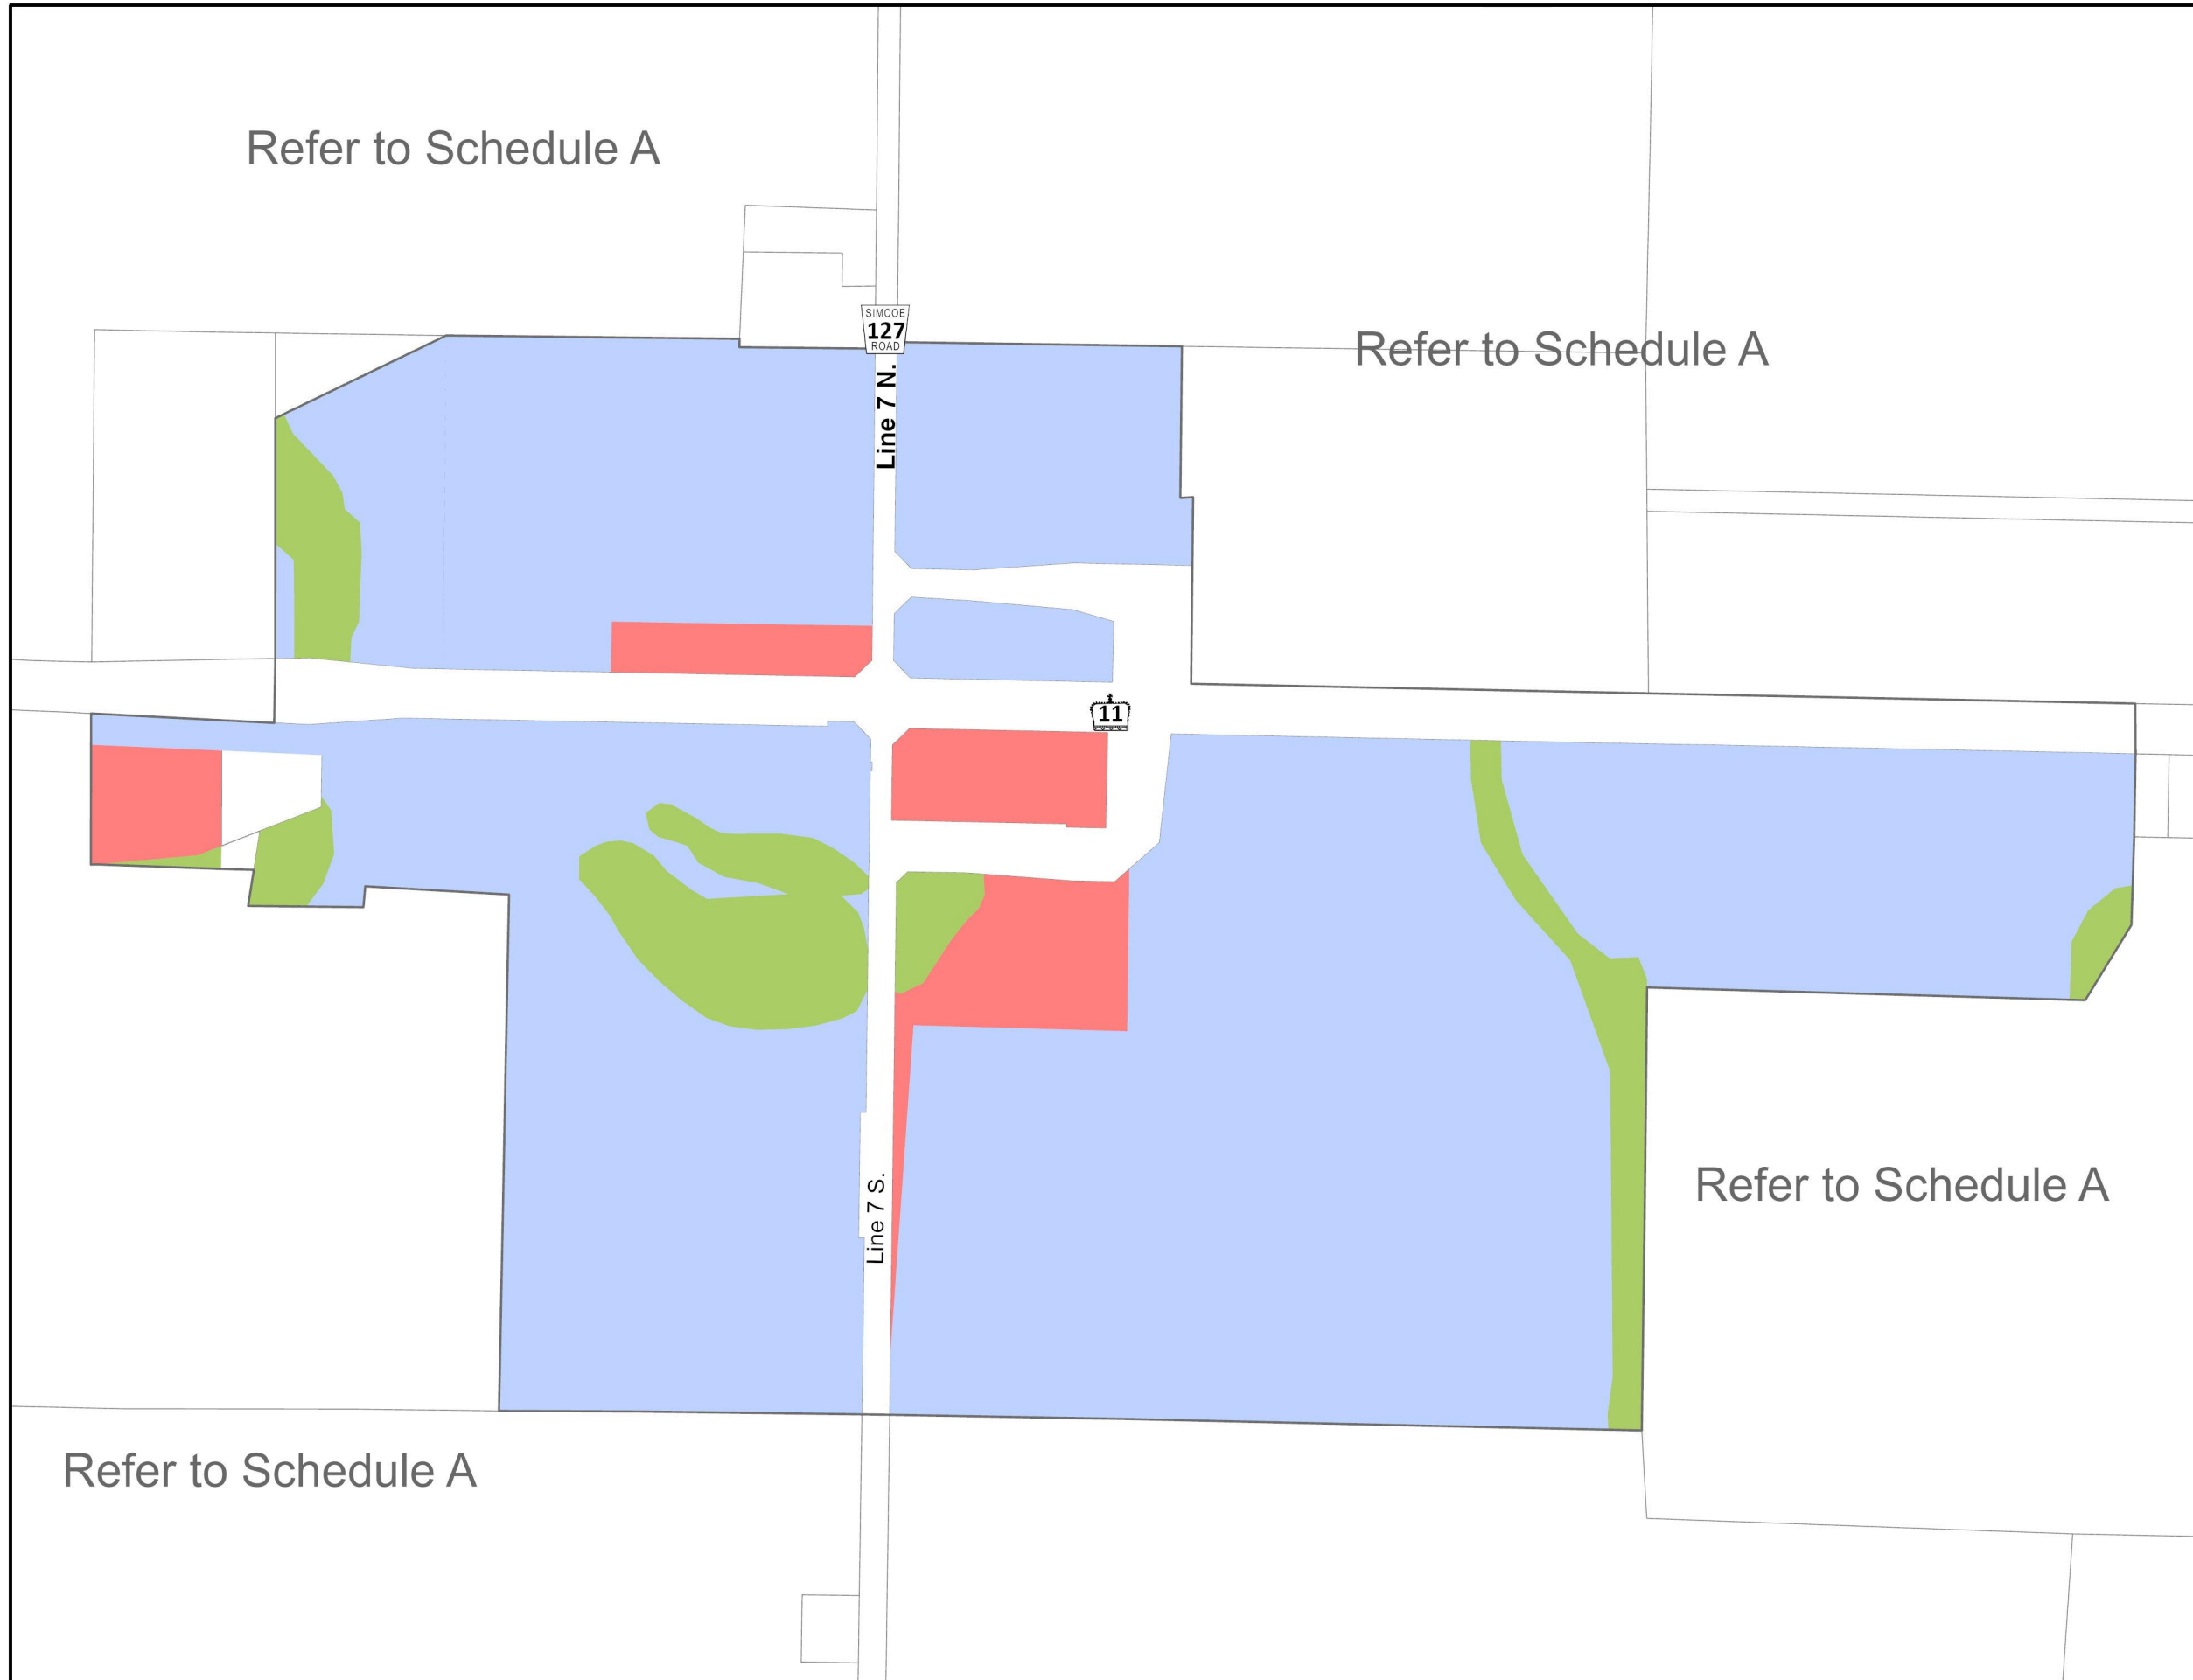 Refer to Schedule A
SIMCOE
127
ROAD
Refer to Schedule A
Line 7 N.
11
Refer to Schedule A
Line 7 S.
Refer to Schedule A